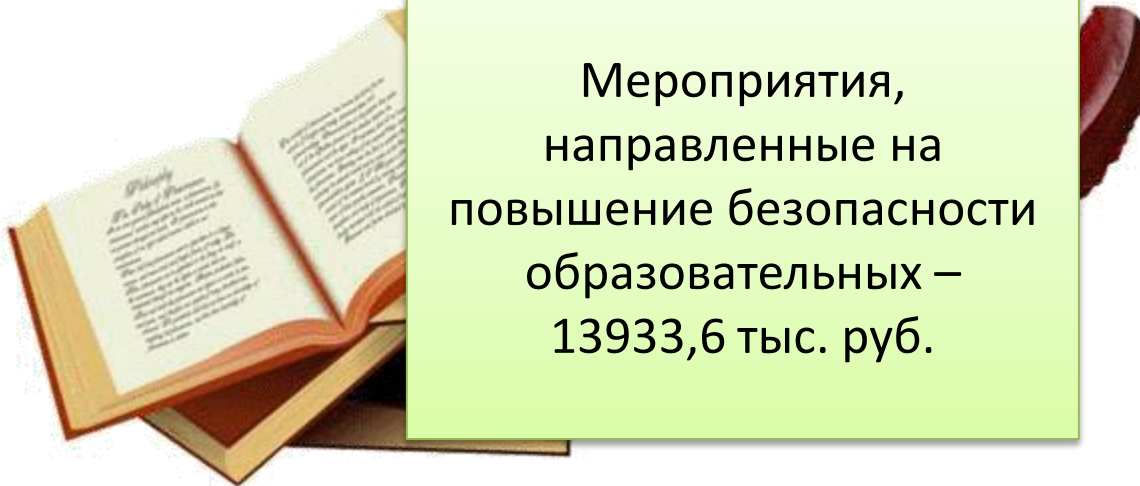 Мероприятия,
направленные на
повышение безопасности
образовательных –
13933,6 тыс. руб.